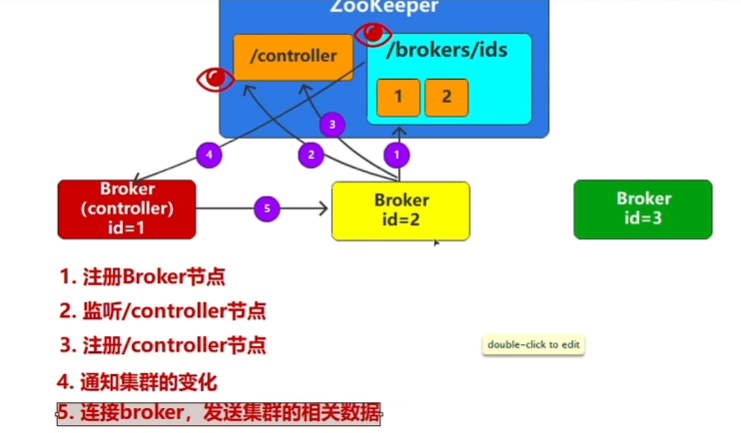 ZooKeeper
/controller
/brokers/ids
1
2
3
4
2
1
Broker
(controller)
id=1
5
Broker
id=2
Broker
id=3
1. 注册Broker节点
2. 监听/controller节点
3. 注册/controller节点
double-click to edit
4. 通知集群的变化
5. 连接broker，发送集群的相关数据